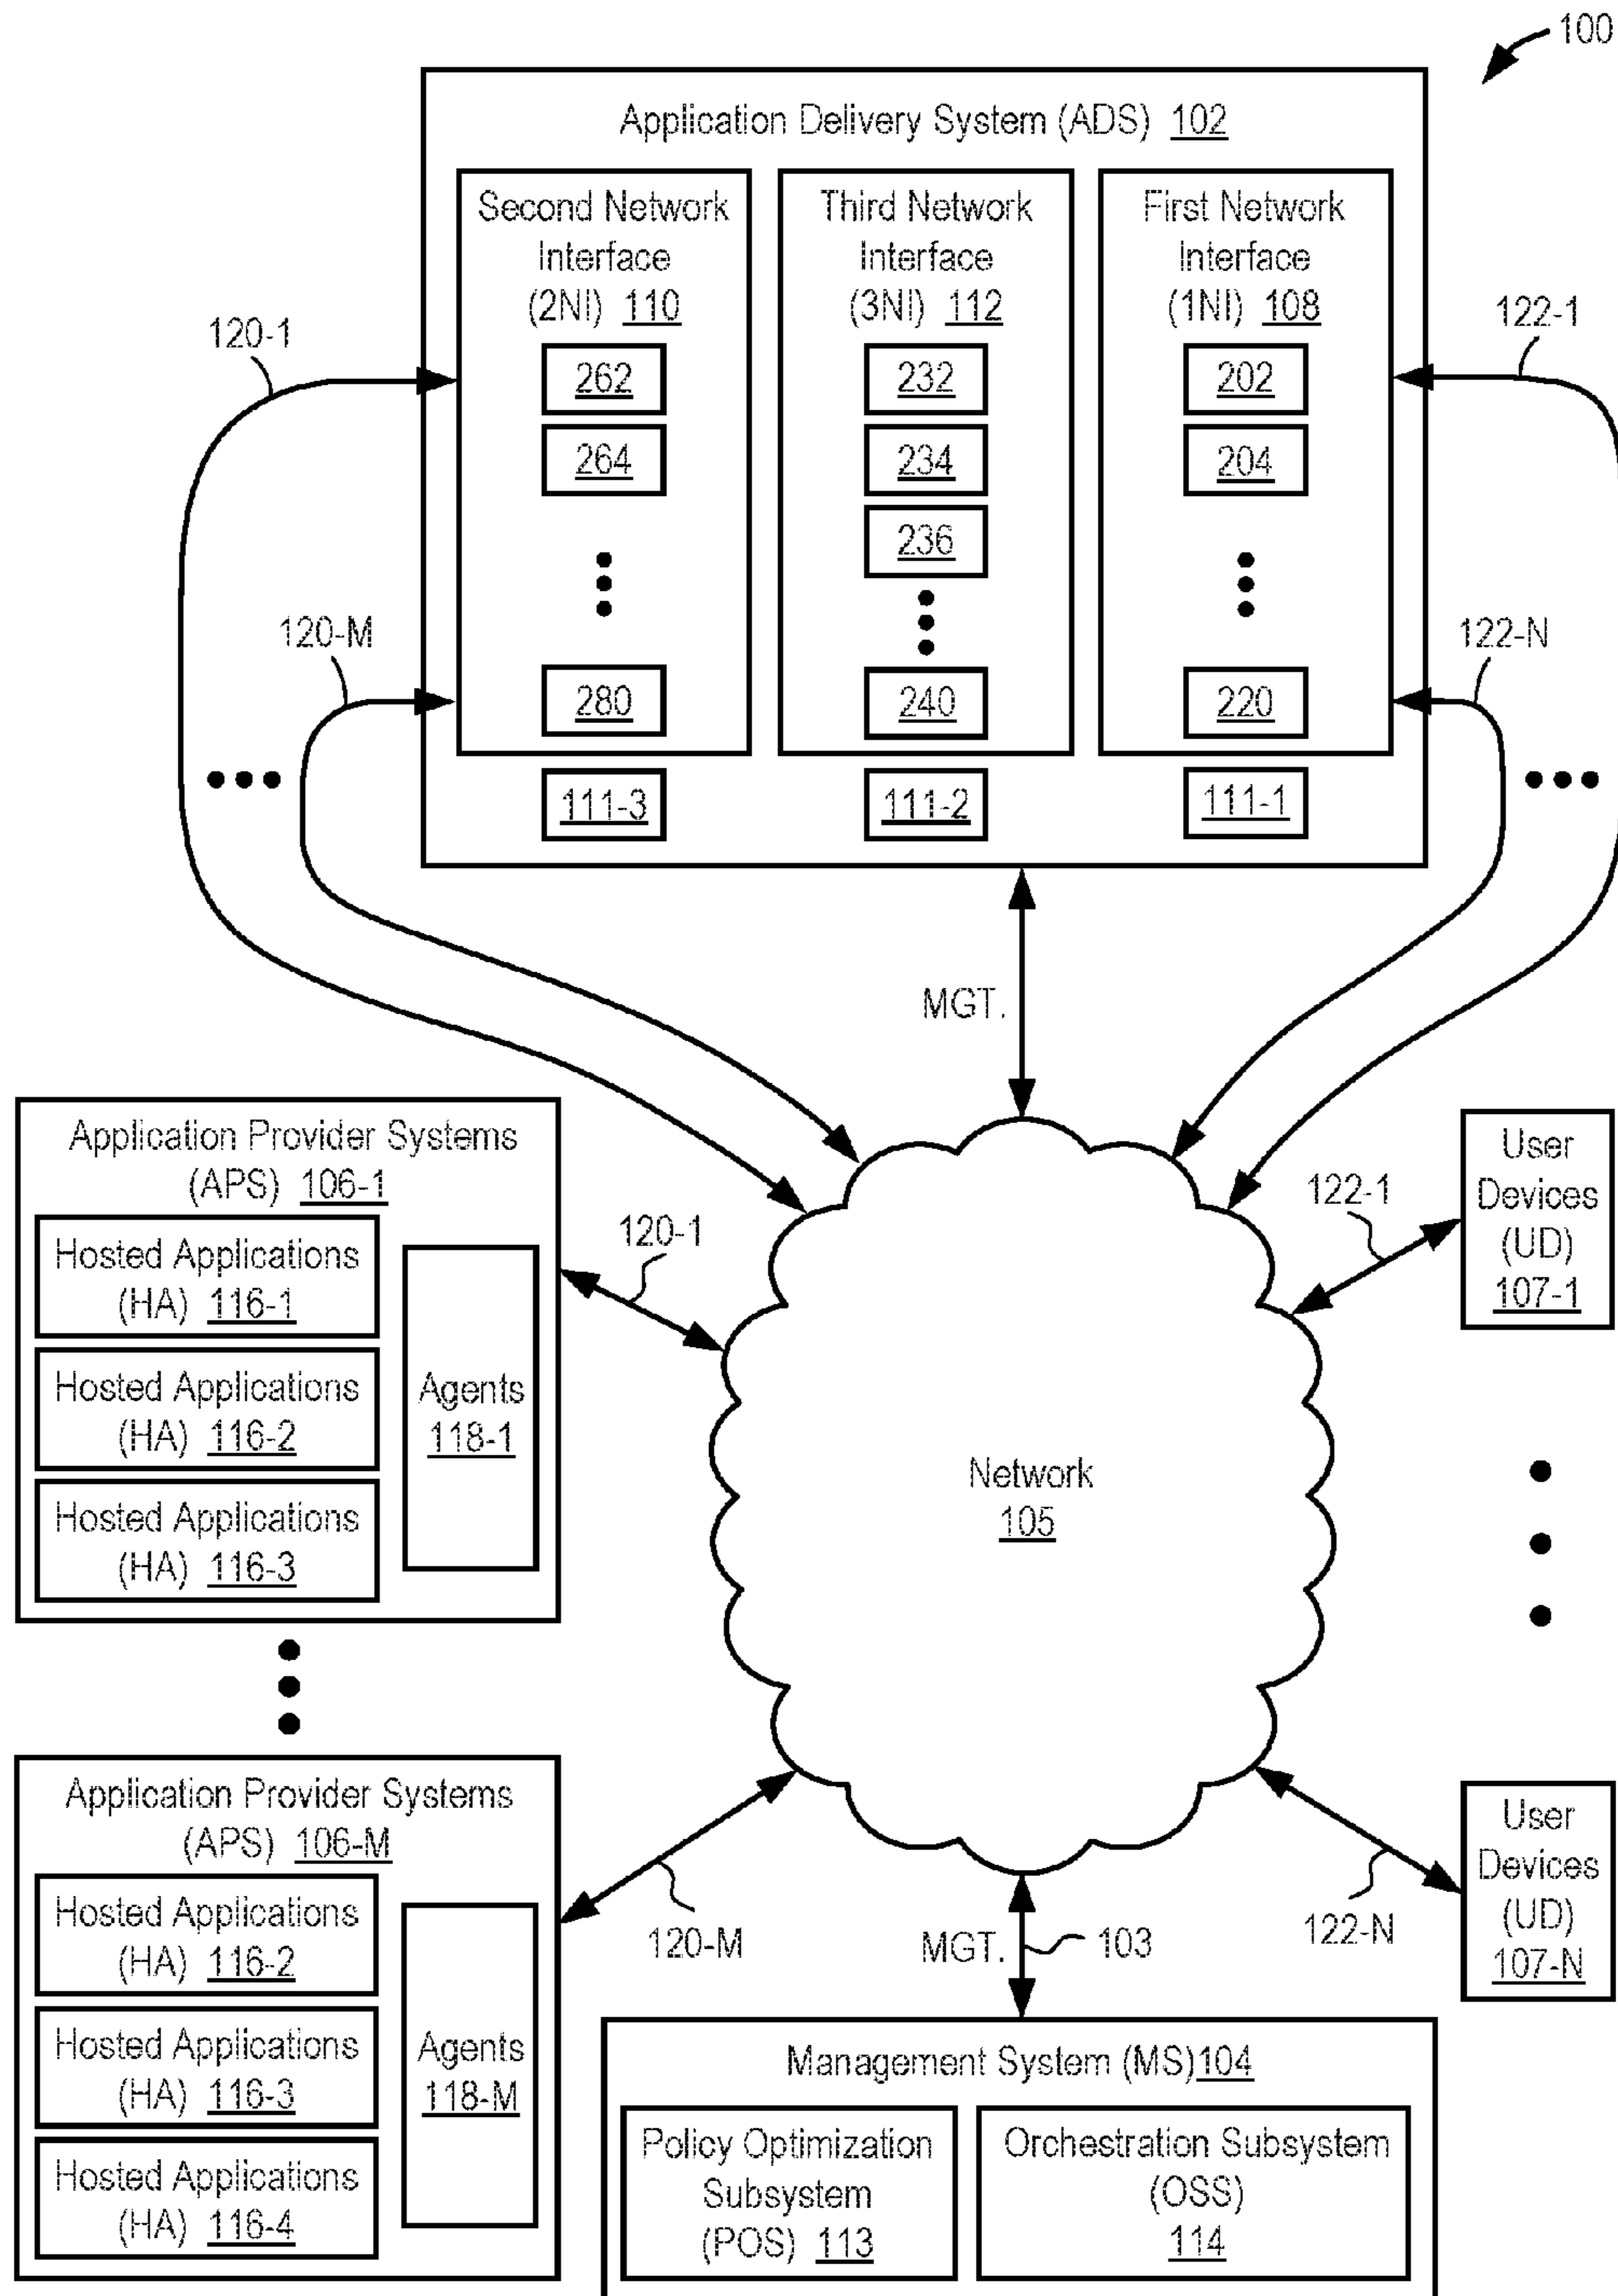 100
Application Delivery System (ADS) 102
Second Network
Interface
(2NI) 110
262
264
280
Third Network
Interface
(3NI) 112
232
234
236
240
First Network
Interface
(1NI) 108
202
204
220
111-3
111-2
111-1
120-1
120-M
122-1
122-N
MGT.
Application Provider Systems
(APS) 106-1
Hosted Applications
(HA) 116-1
Hosted Applications
(HA) 116-2
Hosted Applications
(HA) 116-3
Agents
118-1
120-1
Network
105
122-1
User
Devices
(UD)
107-1
Application Provider Systems
(APS) 106-M
Hosted Applications
(HA) 116-2
Hosted Applications
(HA) 116-3
Hosted Applications
(HA) 116-4
Agents
118-M
120-M
MGT.
103
122-N
User
Devices
(UD)
107-N
Management System (MS)104
Policy Optimization
Subsystem
(POS) 113
Orchestration Subsystem
(OSS)
114